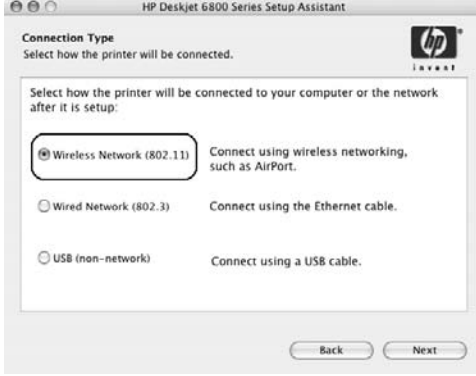 HP Deskjet 6800 Series Setup Assistant
Connection Type
Select how the printer will be connected.
hp
invent
Select how the printer will be connected to your computer or the network
after it is setup:
Wireless Network (802.11)
Connect using wireless networking,
such as AirPort.
Wired Network (802.3)
Connect using the Ethernet cable.
USB (non-network)
Connect using a USB cable.
Back
Next